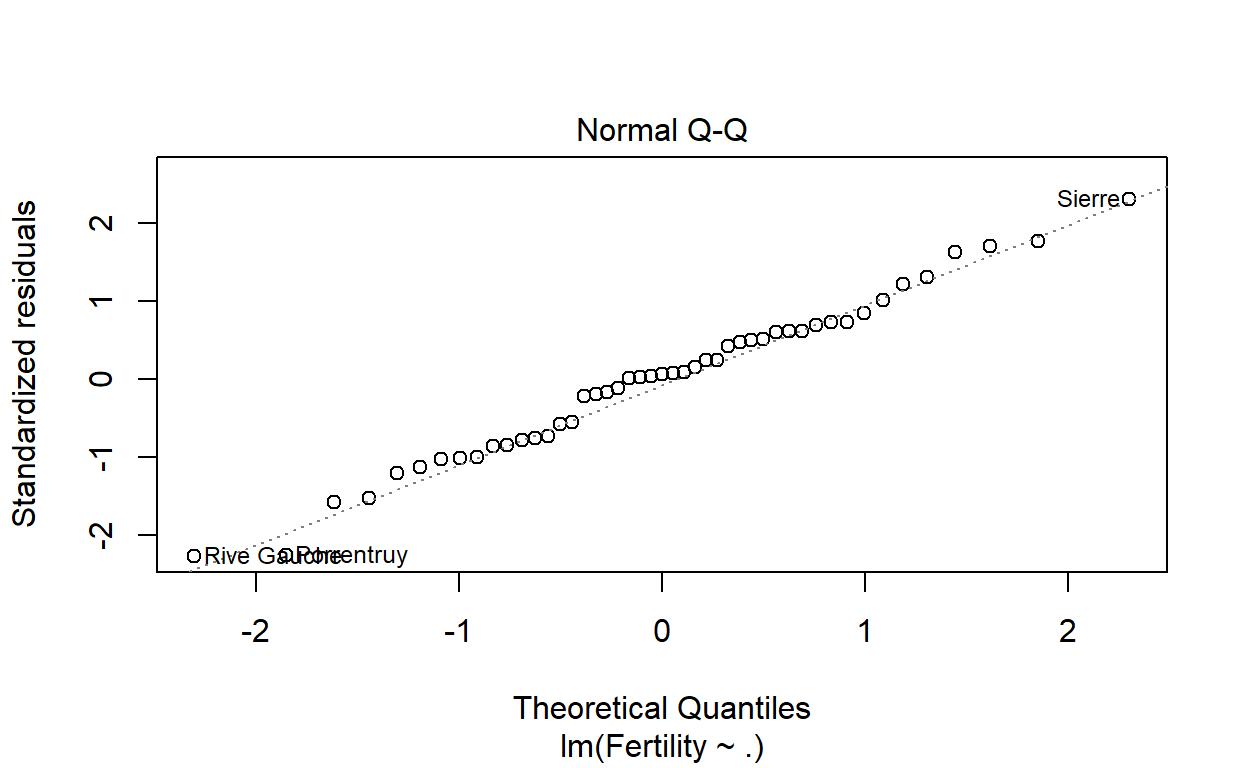 Normal Q-Q
Standardized residuals
2
1
0
-1
-2
Sierre
Rive Gauche
Porrentruy
-2
-1
0
1
2
Theoretical Quantiles
lm(Fertility ~ .)